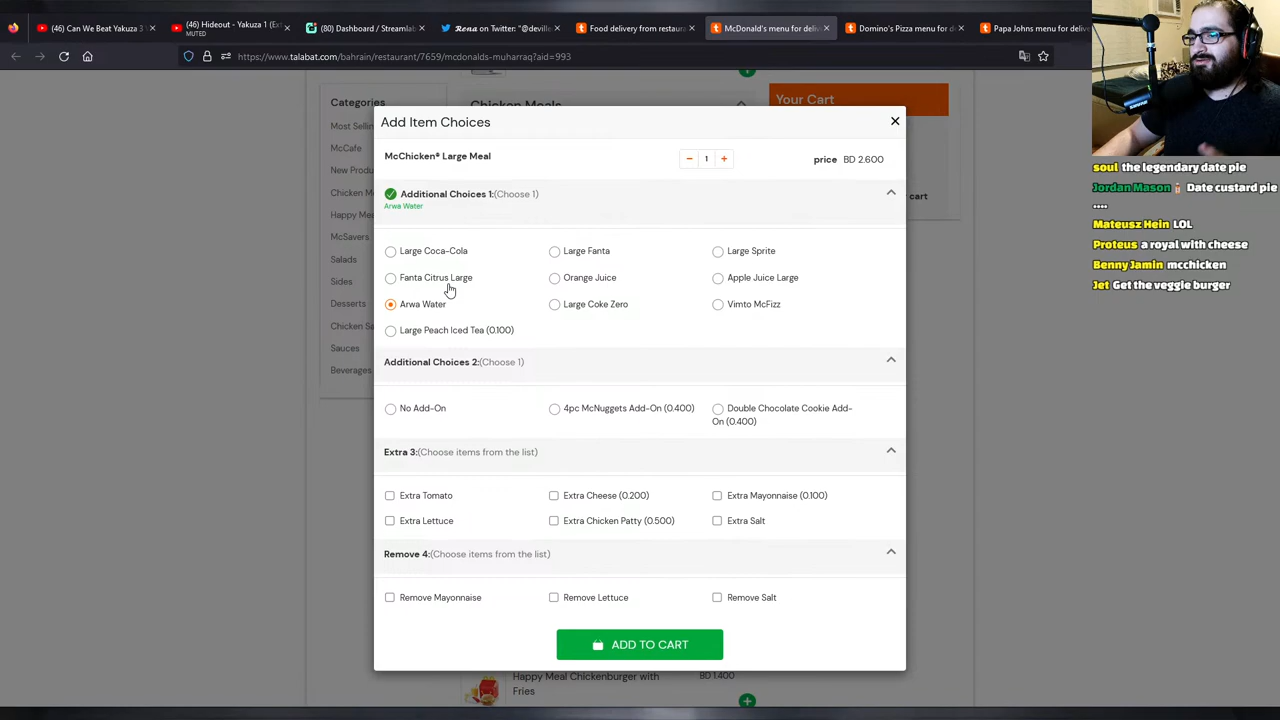 (46) Can We Beat Yakuza 3
(46) Hideout - Yakuza 1 (Ext
MUTED
(80) Dashboard / Streamlab
Rena on Twitter: "@deville
Food delivery from restaura
McDonald's menu for deliv
Domino's Pizza menu for de
Papa Johns menu for delive
https://www.talabat.com/bahrain/restaurant/7659/mcdonalds-muharraq?aid=993
Categories
Most Sellin
McCafe
New Produ
Chicken M
Happy Mea
McSavers
Salads
Sides
Desserts
Chicken Sa
Sauces
Beverages
Chicken Meals
Your Cart
cart
Add Item Choices
McChicken® Large Meal
1
price BD 2.600
Additional Choices 1:(Choose 1)
Arwa Water
Large Coca-Cola
Large Fanta
Large Sprite
Fanta Citrus Large
Orange Juice
Apple Juice Large
Arwa Water
Large Coke Zero
Vimto McFizz
Large Peach Iced Tea (0.100)
Additional Choices 2:(Choose 1)
No Add-On
4pc McNuggets Add-On (0.400)
Double Chocolate Cookie Add-
On (0.400)
Extra 3:(Choose items from the list)
Extra Tomato
Extra Cheese (0.200)
Extra Mayonnaise (0.100)
Extra Lettuce
Extra Chicken Patty (0.500)
Extra Salt
Remove 4:(Choose items from the list)
Remove Mayonnaise
Remove Lettuce
Remove Salt
ADD TO CART
Happy Meal Chickenburger with
Fries
BD 1.400
soul the legendary date pie
Jordan Mason Date custard pie
....
Mateusz Hein LOL
Proteus a royal with cheese
Benny Jamin mcchicken
Jet Get the veggie burger